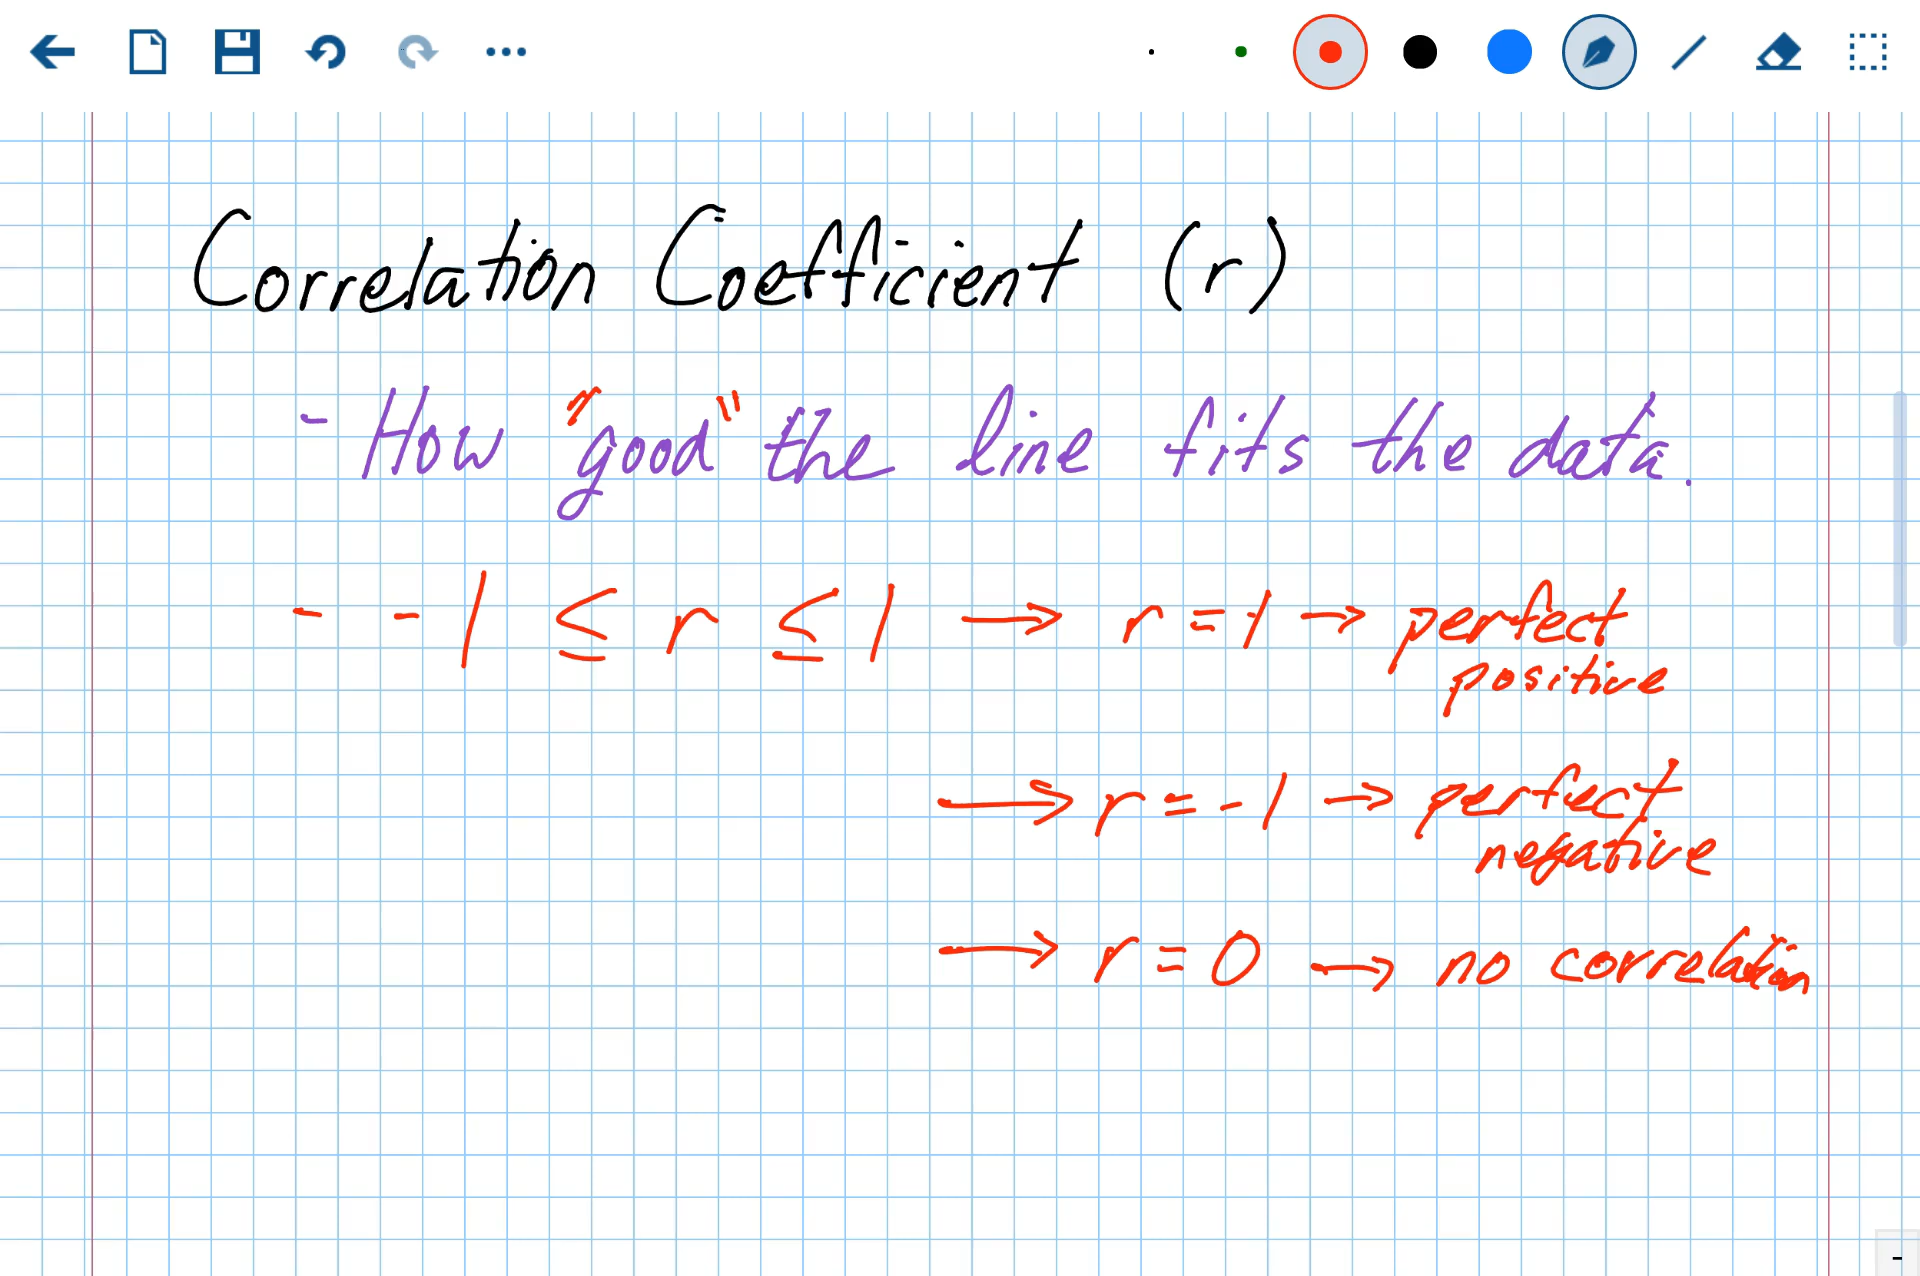 Correlation Coefficient (r)
- How "good" the line fits the data.
- -1 ≤ r ≤ 1 → r = 1 → perfect
positive
→ r = -1 → perfect
negative
→ r = 0 → no correlation